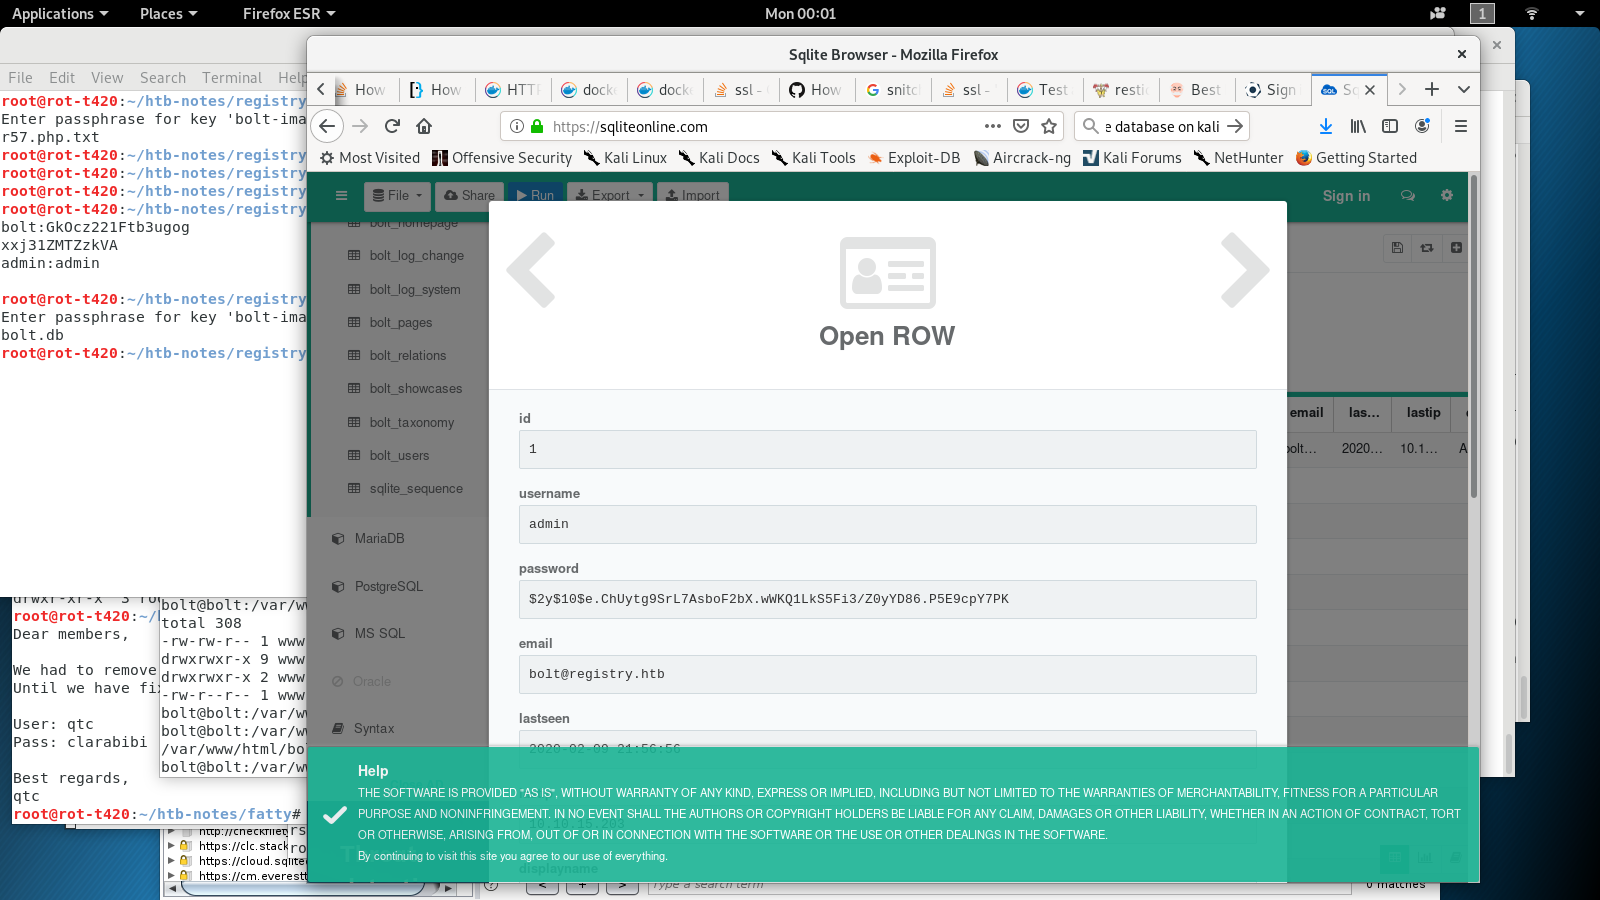 Applications
Places
Firefox ESR
Mon 00:01
1
File Edit View Search Terminal Help
root@rot-t420:~/htb-notes/registry
Enter passphrase for key 'bolt-ima
r57.php.txt
root@rot-t420:~/htb-notes/registry
root@rot-t420:~/htb-notes/registry
root@rot-t420:~/htb-notes/registry
root@rot-t420:~/htb-notes/registry
bolt:GkOcz221Ftb3ugog
xxj31ZMTZzkVA
admin:admin
root@rot-t420:~/htb-notes/registry
Enter passphrase for key 'bolt-ima
bolt.db
root@rot-t420:~/htb-notes/registry
drwxr-xr-x 3 roo
root@rot-t420:~/h
Dear members,
We had to remove
Until we have fix
User: qtc
Pass: clarabibi
Best regards,
qtc
root@rot-t420:~/htb-notes/fatty#
bolt@bolt:/var/ww
total 308
-rw-rw-r-- 1 www
drwxrwxr-x 9 www
drwxrwxr-x 2 www
-rw-r--r-- 1 www
bolt@bolt:/var/ww
bolt@bolt:/var/ww
/var/www/html/bol
bolt@bolt:/var/ww
http://checkfiet
https://clc.stack
https://cloud.sqlite
https://cm.everestt
rs
ro
Sqlite Browser - Mozilla Firefox
How
How
HTTP
docke
docke
ssl -
How
snitch
ssl -
Test
restic
Best
Sign
Sq
https://sqliteonline.com
e database on kali
Most Visited
Offensive Security
Kali Linux
Kali Docs
Kali Tools
Exploit-DB
Aircrack-ng
Kali Forums
NetHunter
Getting Started
File
Share
Run
Export
Import
Sign in
bolt_homepage
bolt_log_change
bolt_log_system
bolt_pages
bolt_relations
bolt_showcases
bolt_taxonomy
bolt_users
sqlite_sequence
MariaDB
PostgreSQL
MS SQL
Oracle
Syntax
email las... lastip
bolt... 2020... 10.1... A
Open ROW
id
1
username
admin
password
$2y$10$e.ChUytg9SrL7AsboF2bX.wWKQ1LkS5Fi3/Z0yYD86.P5E9cpY7PK
email
bolt@registry.htb
lastseen
2020-02-09 21:56:56
displayname
Help
THE SOFTWARE IS PROVIDED "AS IS", WITHOUT WARRANTY OF ANY KIND, EXPRESS OR IMPLIED, INCLUDING BUT NOT LIMITED TO THE WARRANTIES OF MERCHANTABILITY, FITNESS FOR A PARTICULAR
PURPOSE AND NONINFRINGEMENT. IN NO EVENT SHALL THE AUTHORS OR COPYRIGHT HOLDERS BE LIABLE FOR ANY CLAIM, DAMAGES OR OTHER LIABILITY, WHETHER IN AN ACTION OF CONTRACT, TORT
OR OTHERWISE, ARISING FROM, OUT OF OR IN CONNECTION WITH THE SOFTWARE OR THE USE OR OTHER DEALINGS IN THE SOFTWARE.
By continuing to visit this site you agree to our use of everything.
< + > Type a search term
0 matches